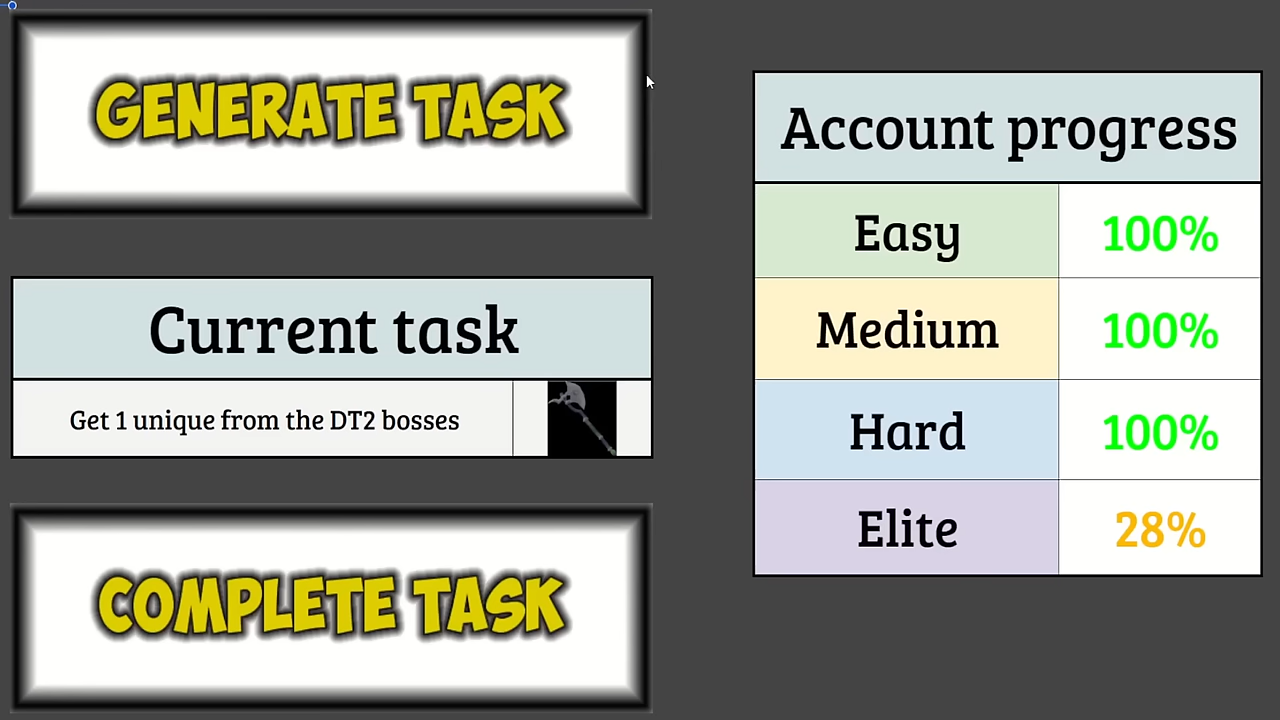 GENERATE TASK
Current task
Get 1 unique from the DT2 bosses
COMPLETE TASK
Account progress
Easy 100%
Medium 100%
Hard 100%
Elite 28%